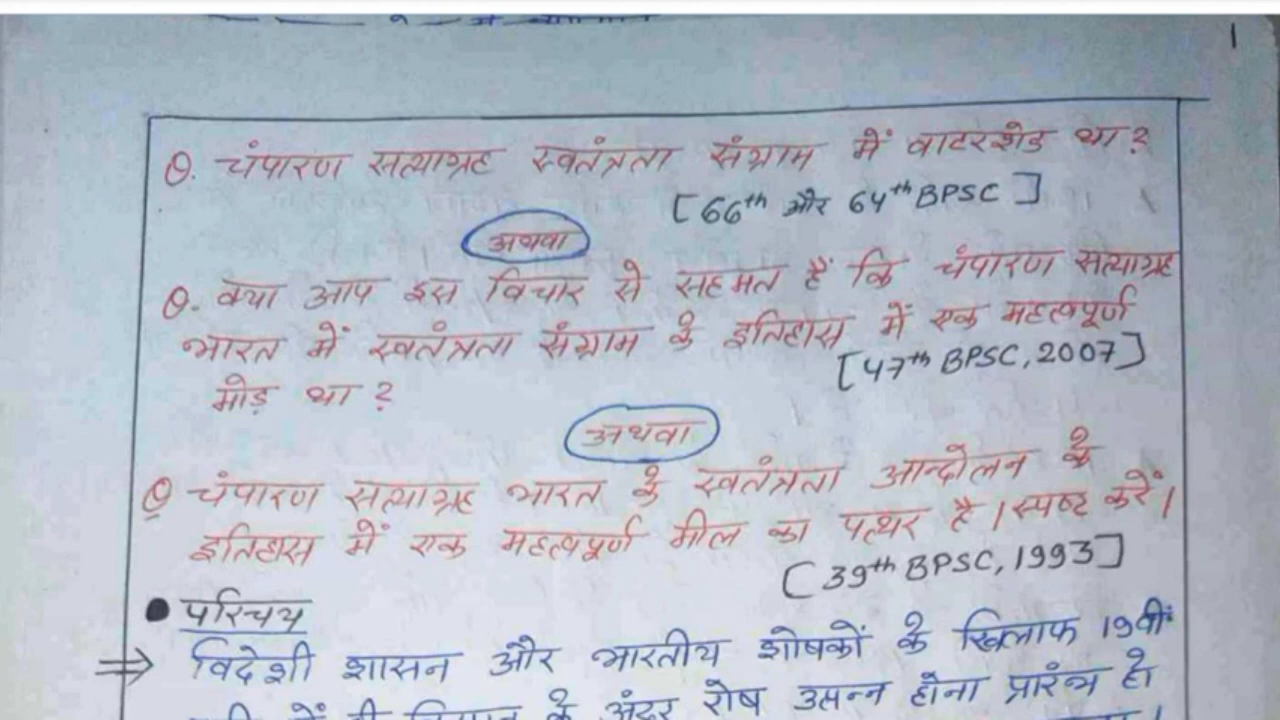 1
Q. चंपारण सत्याग्रह स्वतंत्रता संग्राम में वाटरशेड था?
[66th और 64th BPSC]
अथवा
Q. क्या आप इस विचार से सहमत हैं कि चंपारण सत्याग्रह
भारत में स्वतंत्रता संग्राम के इतिहास में एक महत्वपूर्ण
मोड़ था? [47th BPSC, 2007]
अथवा
Q चंपारण सत्याग्रह भारत के स्वतंत्रता आन्दोलन के
इतिहास में एक महत्वपूर्ण मील का पत्थर है। स्पष्ट करें।
[39th BPSC, 1993]
● परिचय
⇒ विदेशी शासन और भारतीय शोषकों के खिलाफ 19वीं
के अंदर रोष उत्पन्न होना प्रारंभ हो